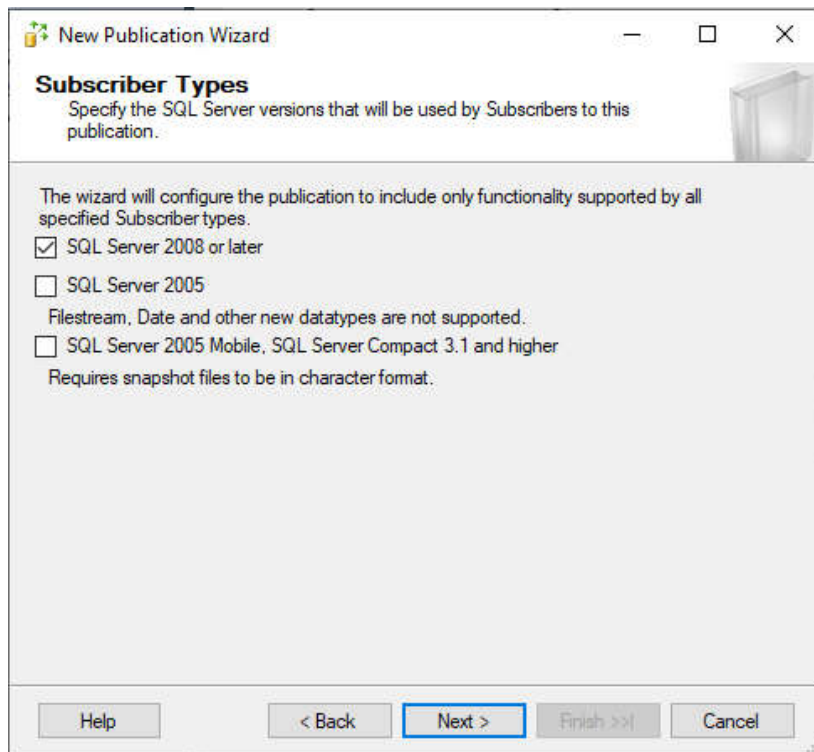 New Publication Wizard
Subscriber Types
Specify the SQL Server versions that will be used by Subscribers to this
publication.
The wizard will configure the publication to include only functionality supported by all
specified Subscriber types.
SQL Server 2008 or later
SQL Server 2005
Filestream, Date and other new datatypes are not supported.
SQL Server 2005 Mobile, SQL Server Compact 3.1 and higher
Requires snapshot files to be in character format.
Help < Back Next > Finish >>| Cancel